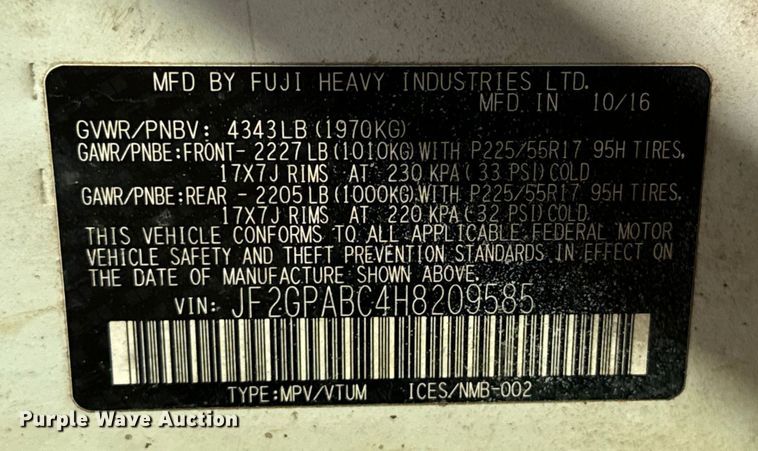 MFD BY FUJI HEAVY INDUSTRIES LTD.
MFD IN 10/16
GVWR/PNBV: 4343LB (1970KG)
GAWR/PNBE:FRONT- 2227LB (1010KG) WITH P225/55R17 95H TIRES,
17X7J RIMS AT 230 KPA (33 PSI) COLD
GAWR/PNBE:REAR - 2205LB (1000KG) WITH P225/55R17 95H TIRES,
17X7J RIMS AT 220 KPA (32 PSI) COLD.
THIS VEHICLE CONFORMS TO ALL APPLICABLE FEDERAL MOTOR
VEHICLE SAFETY AND THEFT PREVENTION STANDARDS IN EFFECT ON
THE DATE OF MANUFACTURE SHOWN ABOVE.
VIN: JF2GPABC4H8209585
TYPE:MPV/VTUM ICES/NMB-002
Purple Wave Auction